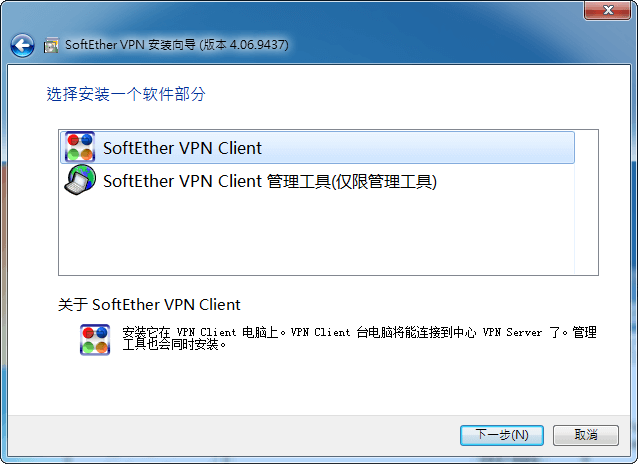 SoftEther VPN 安装向导 (版本 4.06.9437)
选择安装一个软件部分
SoftEther VPN Client
SoftEther VPN Client 管理工具(仅限管理工具)
关于 SoftEther VPN Client
安装它在 VPN Client 电脑上。VPN Client 台电脑将能连接到中心 VPN Server 了。管理
工具也会同时安装。
下一步(N)
取消